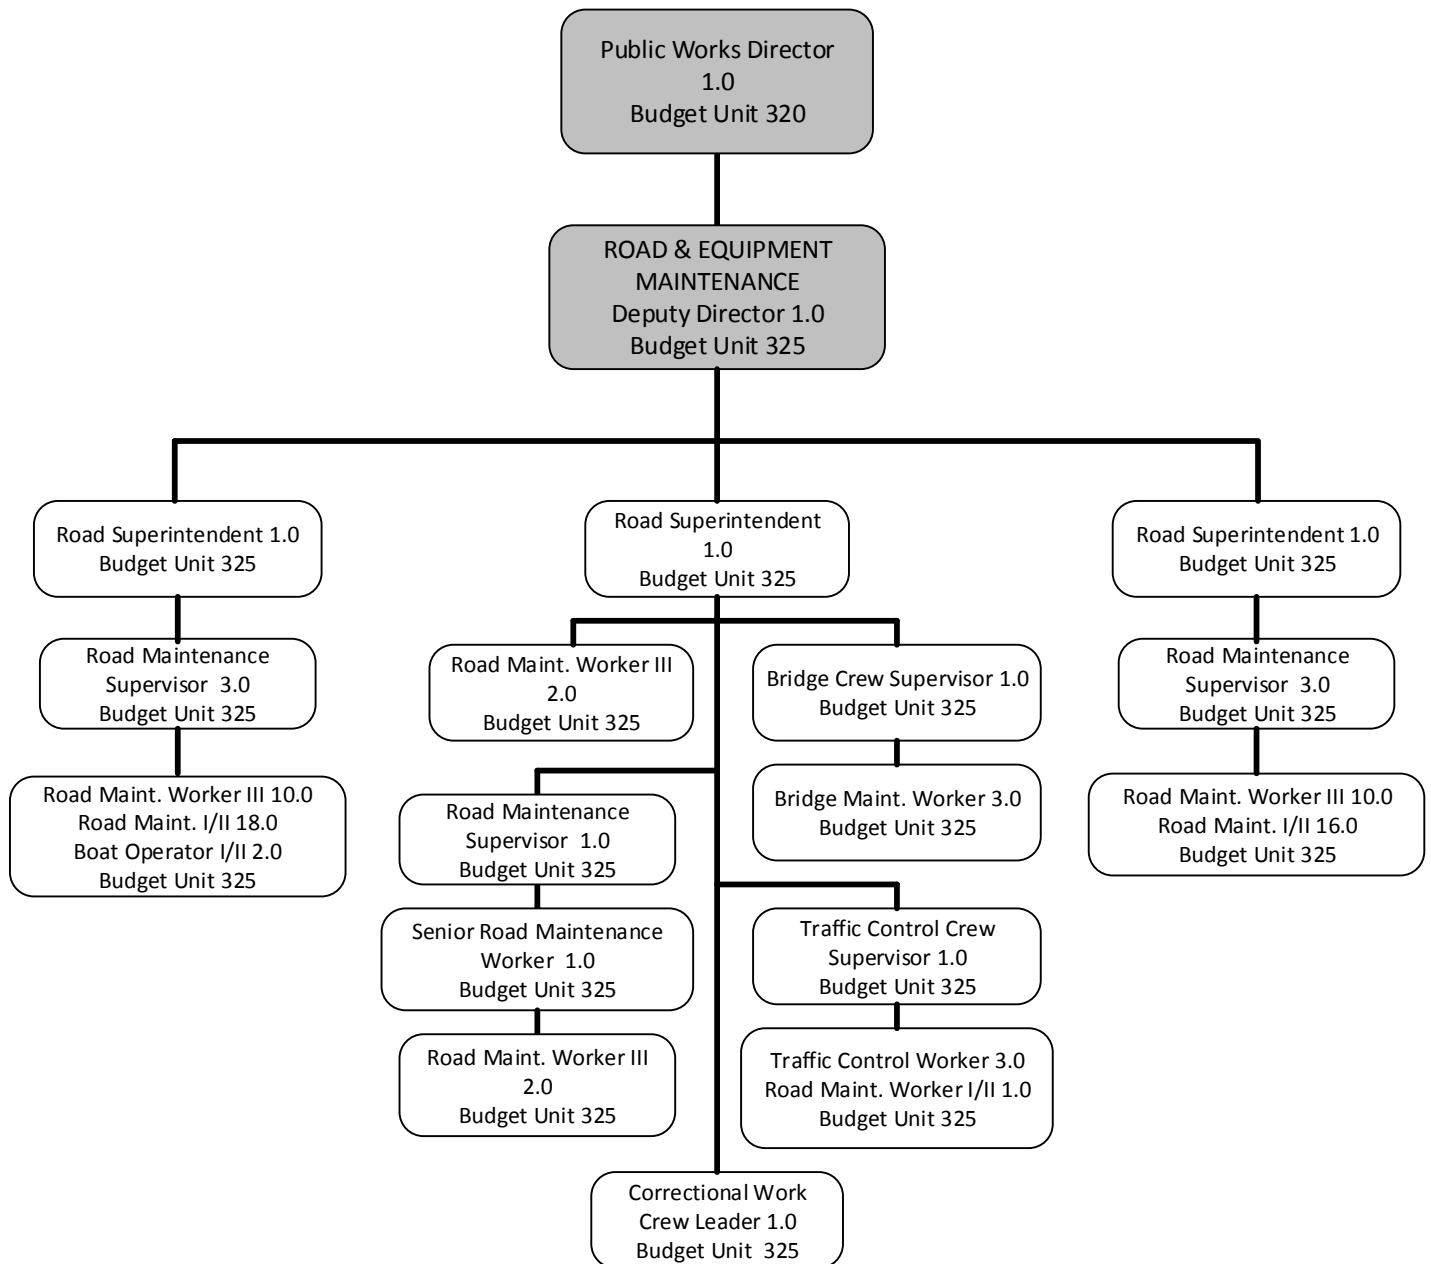 Public Works Director
1.0
Budget Unit 320
ROAD & EQUIPMENT
MAINTENANCE
Deputy Director 1.0
Budget Unit 325
Road Superintendent 1.0
Budget Unit 325
Road Maintenance
Supervisor 3.0
Budget Unit 325
Road Maint. Worker III 10.0
Road Maint. I/II 18.0
Boat Operator I/II 2.0
Budget Unit 325
Road Superintendent
1.0
Budget Unit 325
Road Maint. Worker III
2.0
Budget Unit 325
Bridge Crew Supervisor 1.0
Budget Unit 325
Bridge Maint. Worker 3.0
Budget Unit 325
Road Maintenance
Supervisor 1.0
Budget Unit 325
Senior Road Maintenance
Worker 1.0
Budget Unit 325
Road Maint. Worker III
2.0
Budget Unit 325
Traffic Control Crew
Supervisor 1.0
Budget Unit 325
Traffic Control Worker 3.0
Road Maint. Worker I/II 1.0
Budget Unit 325
Correctional Work
Crew Leader 1.0
Budget Unit 325
Road Superintendent 1.0
Budget Unit 325
Road Maintenance
Supervisor 3.0
Budget Unit 325
Road Maint. Worker III 10.0
Road Maint. I/II 16.0
Budget Unit 325